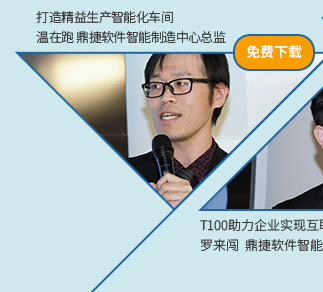 打造精益生产智能化车间
温在跑 鼎捷软件智能制造中心总监
免费下载
T100助力企业实现互
罗来闯 鼎捷软件智能